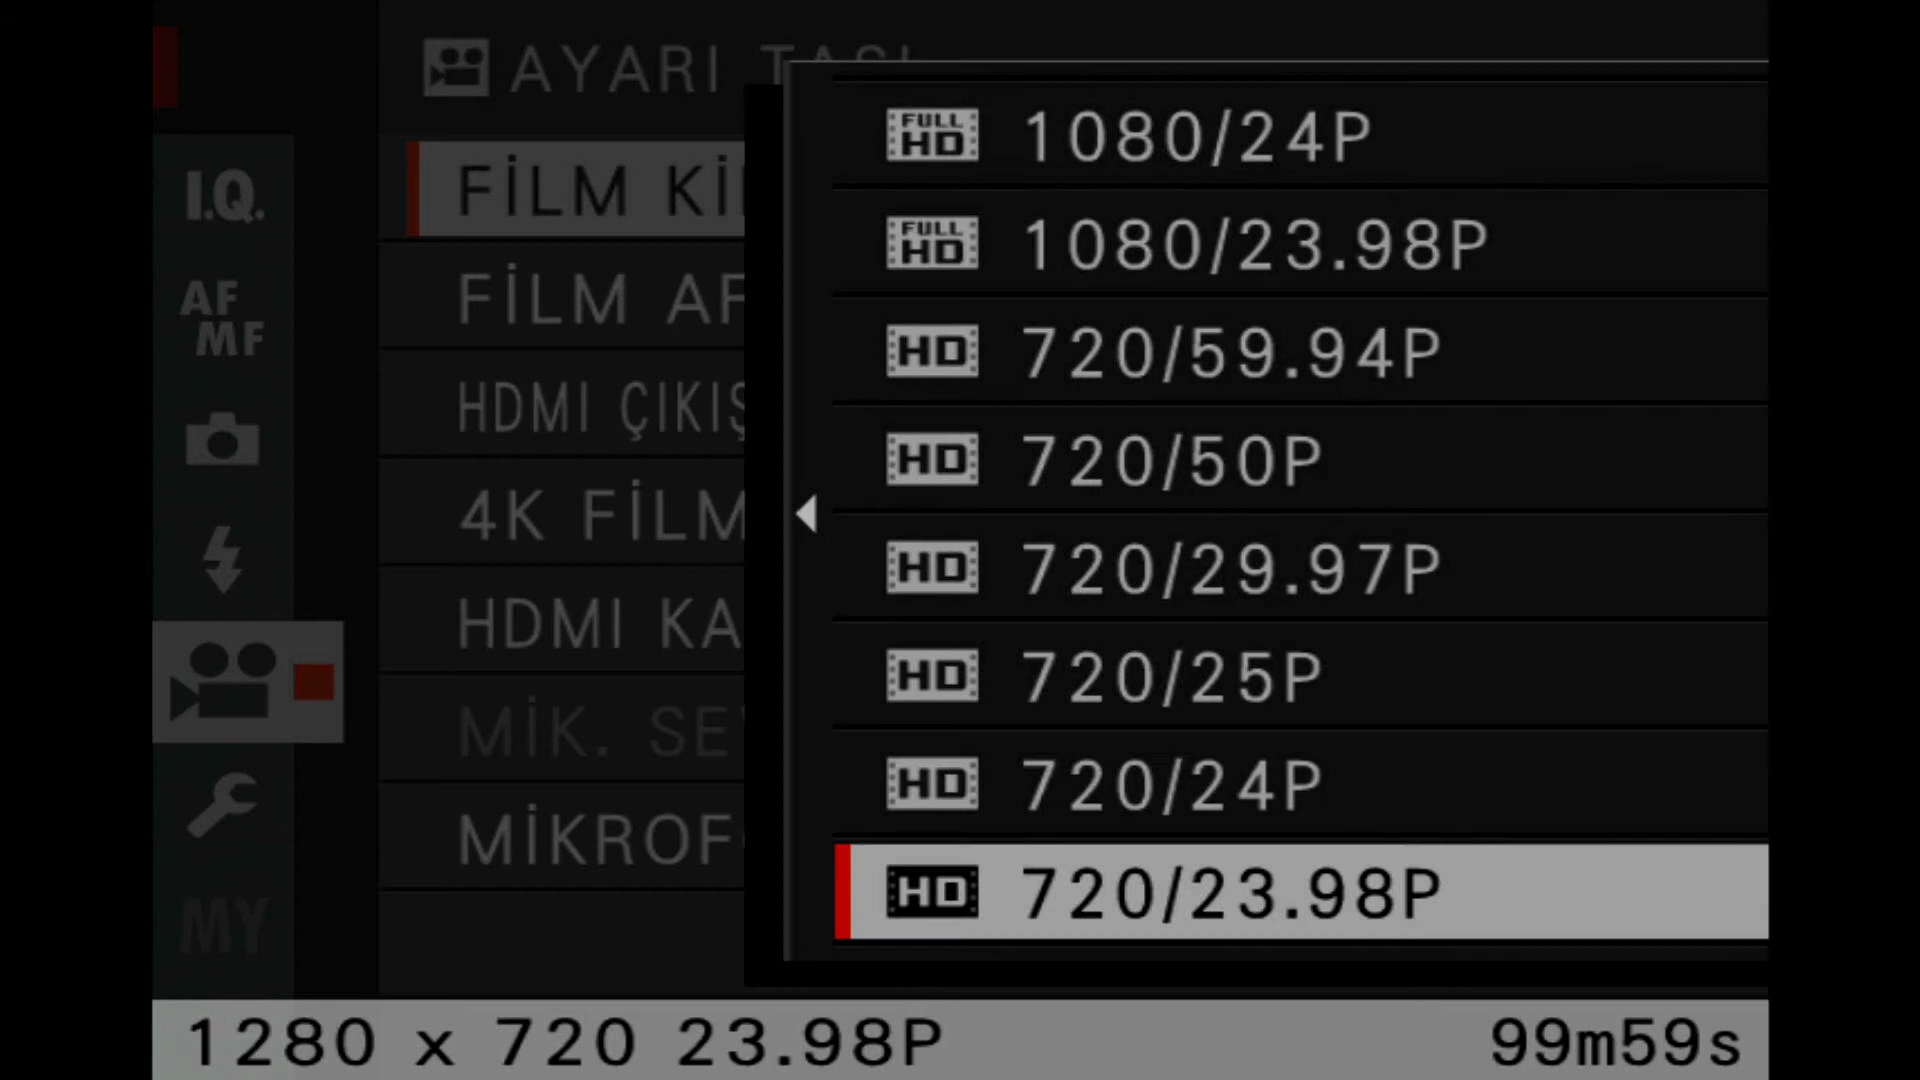 AYARI TAŞI
I.Q.
AF
MF
MY
FİLM
FİLM AF
HDMI ÇIKIŞ
4K FİLM
HDMI KA
MİK. SE
MİKROF
FULL HD 1080/24P
FULL HD 1080/23.98P
HD 720/59.94P
HD 720/50P
HD 720/29.97P
HD 720/25P
HD 720/24P
HD 720/23.98P
1280 x 720 23.98P
99m59s